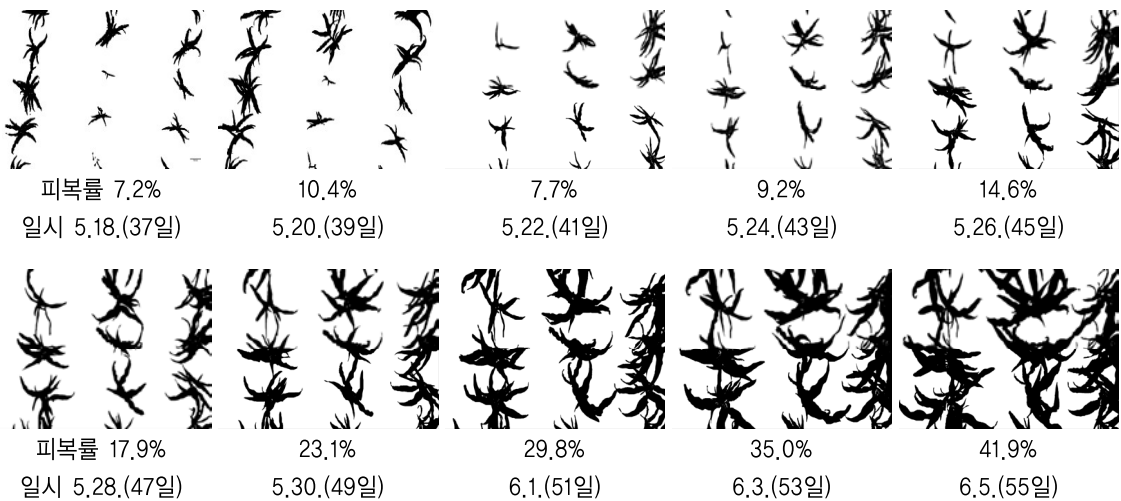 피복률 7.2% 10.4% 7.7% 9.2% 14.6%
일시 5.18.(37일) 5.20.(39일) 5.22.(41일) 5.24.(43일) 5.26.(45일)
피복률 17.9% 23.1% 29.8% 35.0% 41.9%
일시 5.28.(47일) 5.30.(49일) 6.1.(51일) 6.3.(53일) 6.5.(55일)